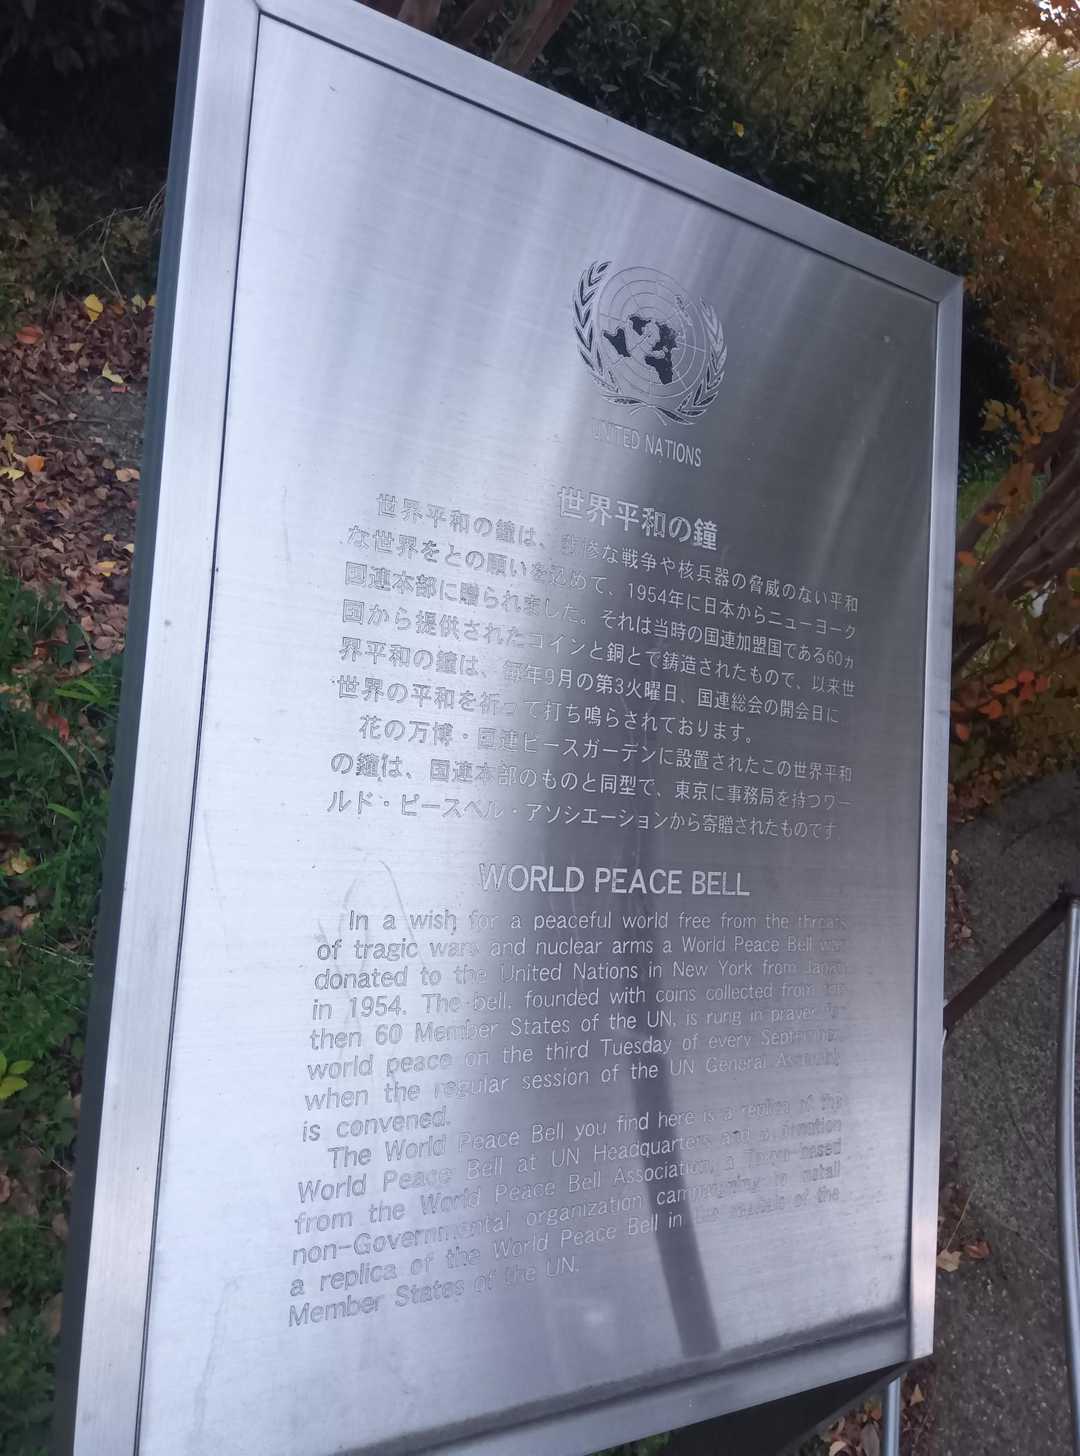 UNITED NATIONS
世界平和の鐘
世界平和の鐘は、悲惨な戦争や核兵器の脅威のない平和
な世界をとの願いを込めて、1954年に日本からニューヨーク
国連本部に贈られました。それは当時の国連加盟国である60ヵ
国から提供されたコインと銅とで鋳造されたもので、以来世
界平和の鐘は、毎年9月の第3火曜日、国連総会の開会日に
世界の平和を祈って打ち鳴らされております。
花の万博・国連ピースガーデンに設置されたこの世界平和
の鐘は、国連本部のものと同型で、東京に事務局を持つワー
ルド・ピースベル・アソシエーションから寄贈されたものです
WORLD PEACE BELL
In a wish for a peaceful world free from the threats
of tragic wars and nuclear arms a World Peace Bell was
donated to the United Nations in New York from Japan
in 1954. The bell, founded with coins collected from
then 60 Member States of the UN, is rung in prayer for
world peace on the third Tuesday of every September
when the regular session of the UN General Assembly
is convened.
The World Peace Bell you find here is a replica of the
World Peace Bell at UN Headquarters and a donation
from the World Peace Bell Association, a Tokyo-based
non-Governmental organization campaigning to install
a replica of the World Peace Bell in the of the
Member States of the UN.